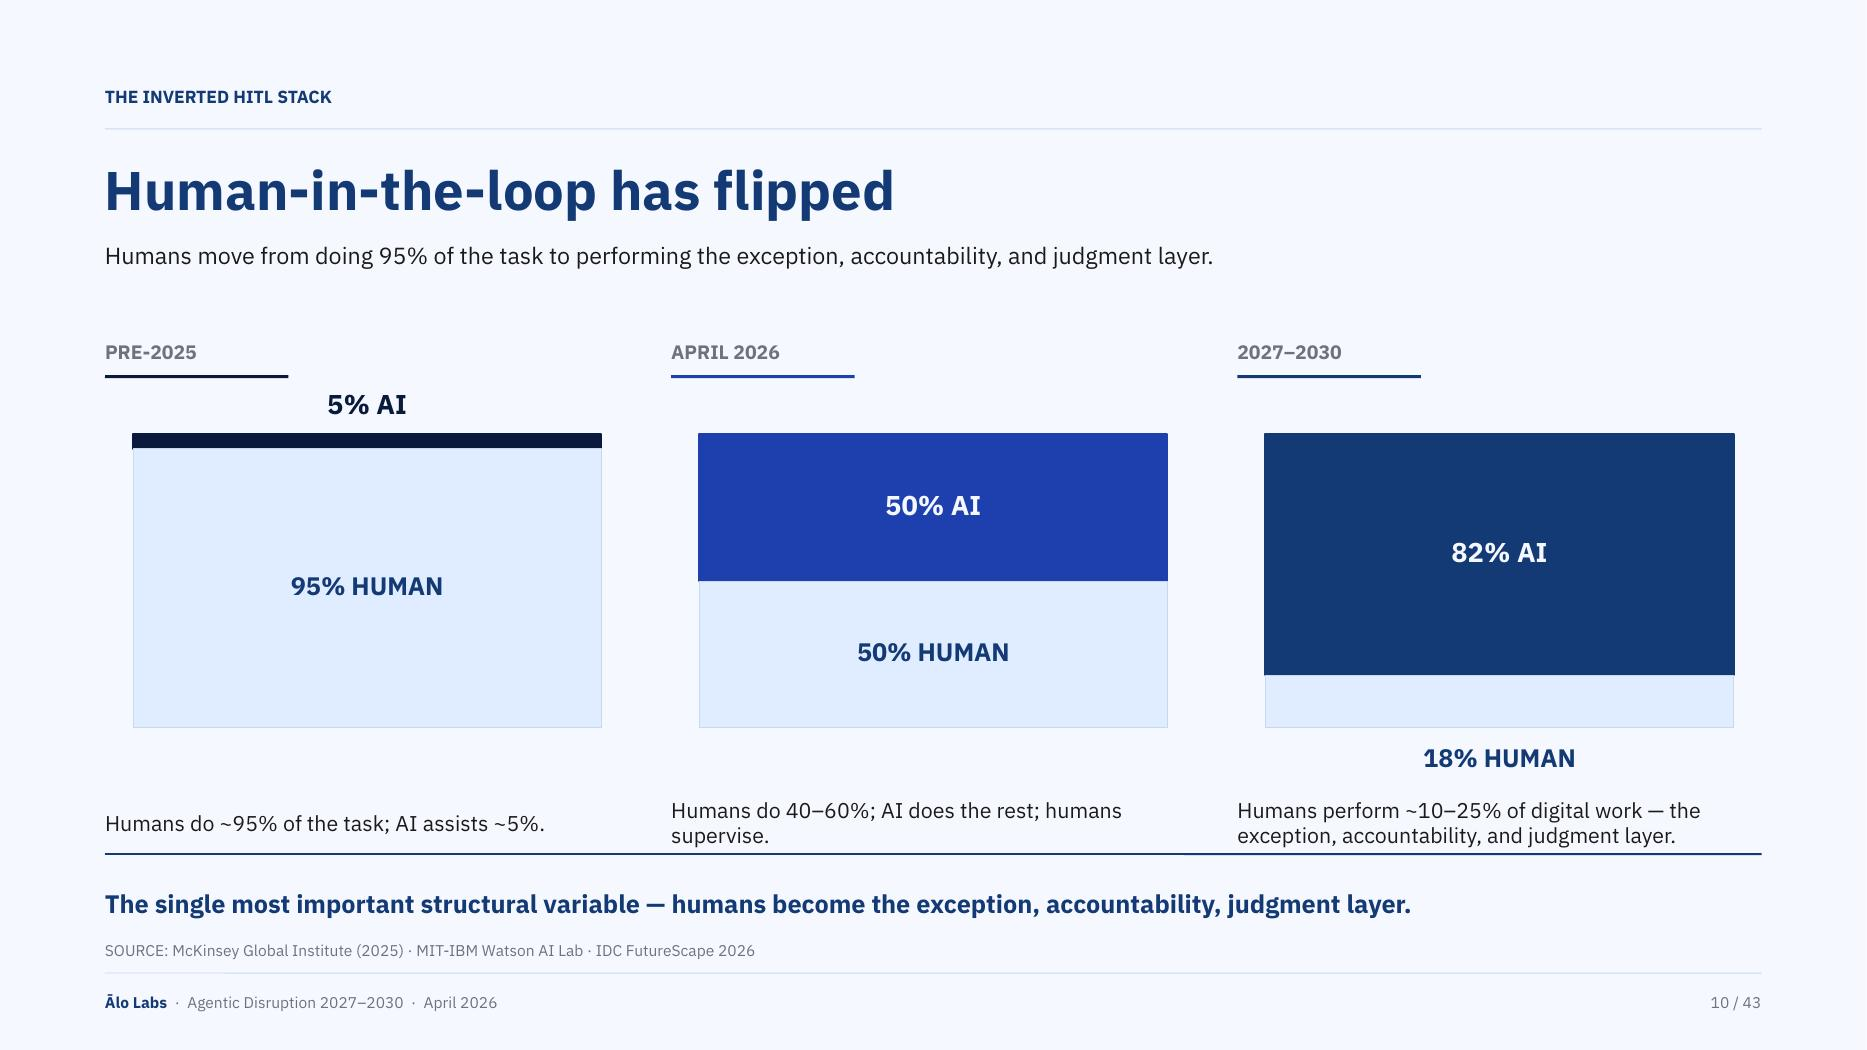 THE INVERTED HITL STACK
Human-in-the-loop has flipped
Humans move from doing 95% of the task to performing the exception, accountability, and judgment layer.
PRE-2025
5% AI
95% HUMAN
Humans do ~95% of the task; AI assists ~5%.
APRIL 2026
50% AI
50% HUMAN
Humans do 40–60%; AI does the rest; humans
supervise.
2027–2030
82% AI
18% HUMAN
Humans perform ~10–25% of digital work — the
exception, accountability, and judgment layer.
The single most important structural variable — humans become the exception, accountability, judgment layer.
SOURCE: McKinsey Global Institute (2025) · MIT-IBM Watson AI Lab · IDC FutureScape 2026
Ālo Labs · Agentic Disruption 2027–2030 · April 2026
10 / 43